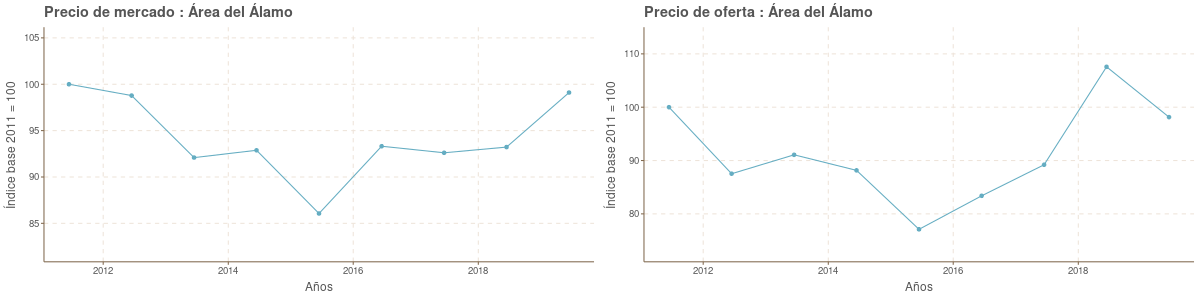 Precio de mercado : Área del Álamo
Índice base 2011 = 100
105
100
95
90
85
2012
2014
2016
2018
Años
Precio de oferta : Área del Álamo
Índice base 2011 = 100
110
100
90
80
2012
2014
2016
2018
Años